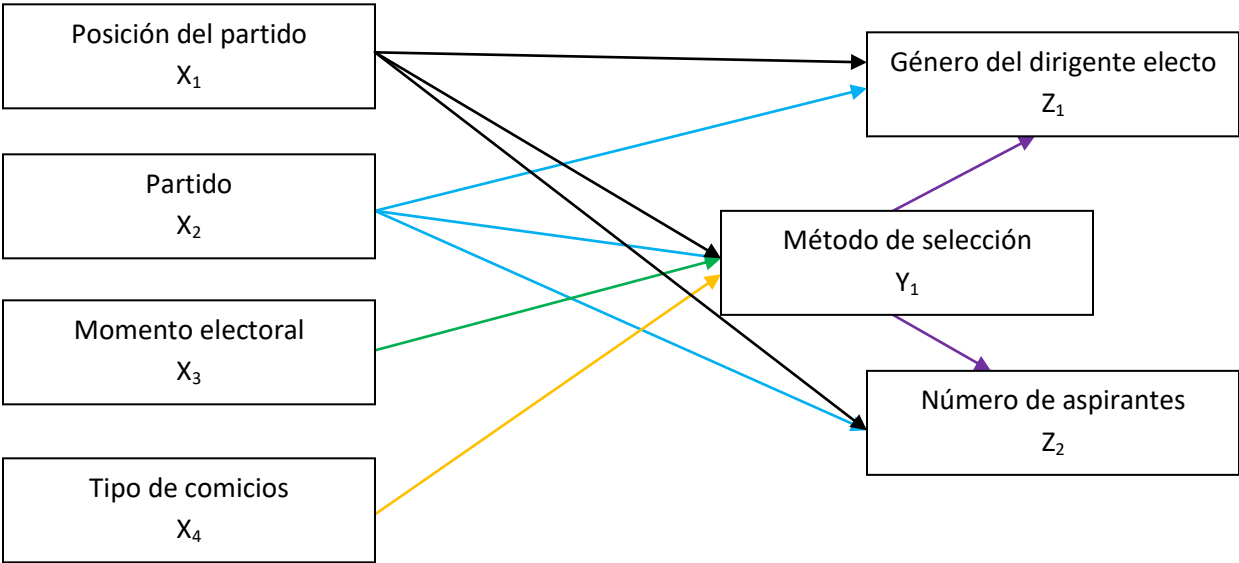 Posición del partido
X₁
Partido
X₂
Momento electoral
X₃
Tipo de comicios
X₄
Género del dirigente electo
Z₁
Método de selección
Y₁
Número de aspirantes
Z₂